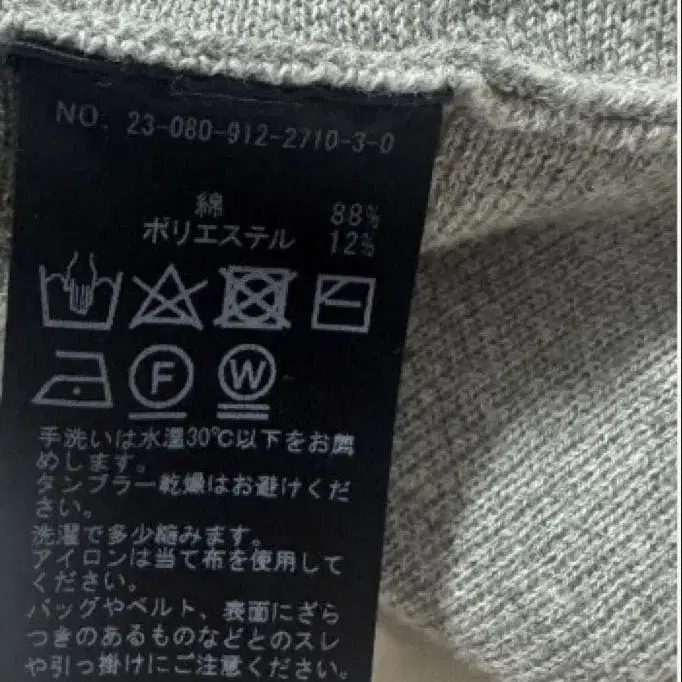 NO. 23-080-912-2710-3-0
綿 88%
ポリエステル 12%
F W
手洗いは水温30℃以下をお薦
めします。
タンブラー乾燥はお避けくだ
さい。
洗濯で多少縮みます。
アイロンは当て布を使用して
ください。
バッグやベルト、表面にざら
つきのあるものなどとのスレ
や引っ掛けにご注意ください。